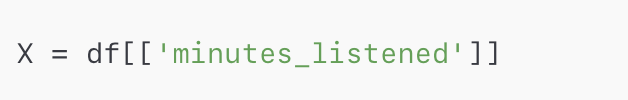 X = df[['minutes_listened']]